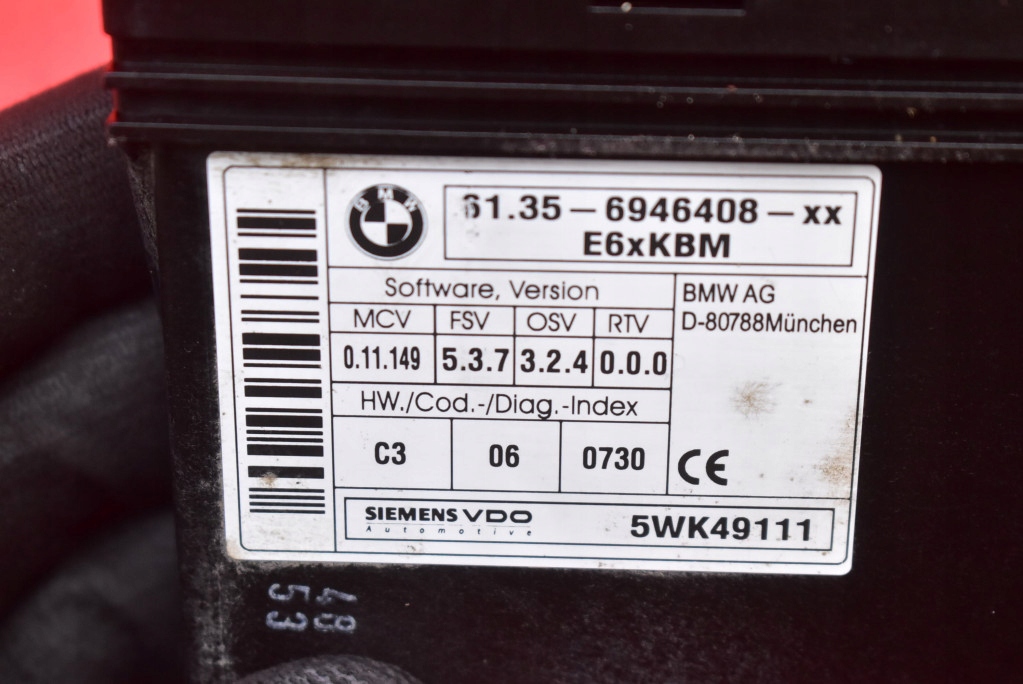 BMW
61.35 – 6946408 – xx
E6xKBM
Software, Version
MCV FSV OSV RTV
0.11.149 5.3.7 3.2.4 0.0.0
BMW AG
D-80788München
HW./Cod.-/Diag.-Index
C3 06 0730
CE
SIEMENS VDO
Automotive
5WK49111